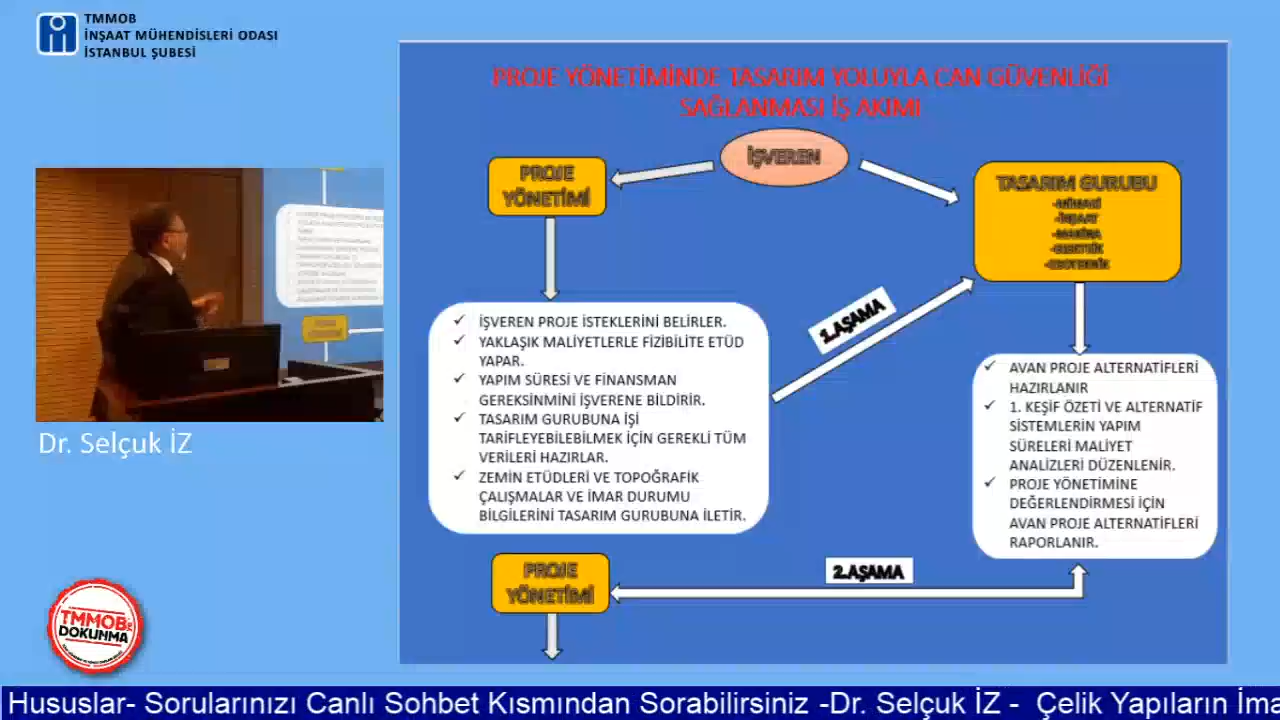 TMMOB
İNŞAAT MÜHENDİSLERİ ODASI
İSTANBUL ŞUBESİ
PROJE YÖNETİMİNDE TASARIM YOLUYLA CAN GÜVENLİĞİ
SAĞLANMASI İŞ AKIMI
İŞVEREN
PROJE
YÖNETİMİ
TASARIM GURUBU
-MİMARİ
-İNŞAAT
-MAKİNA
-ELEKTRİK
-GEOTEKNİK
1.AŞAMA
İŞVEREN PROJE İSTEKLERİNİ BELİRLER.
YAKLAŞIK MALİYETLERLE FİZİBİLİTE ETÜD
YAPAR.
YAPIM SÜRESİ VE FİNANSMAN
GEREKSİNMİNİ İŞVERENE BİLDİRİR.
TASARIM GURUBUNA İŞİ
TARİFLEYEBİLEBİLMEK İÇİN GEREKLİ TÜM
VERİLERİ HAZIRLAR.
ZEMİN ETÜDLERİ VE TOPOĞRAFİK
ÇALIŞMALAR VE İMAR DURUMU
BİLGİLERİNİ TASARIM GURUBUNA İLETİR.
AVAN PROJE ALTERNATİFLERİ
HAZIRLANIR
1. KEŞİF ÖZETİ VE ALTERNATİF
SİSTEMLERİN YAPIM
SÜRELERİ MALİYET
ANALİZLERİ DÜZENLENİR.
PROJE YÖNETİMİNE
DEĞERLENDİRMESİ İÇİN
AVAN PROJE ALTERNATİFLERİ
RAPORLANIR.
2.AŞAMA
PROJE
YÖNETİMİ
Dr. Selçuk İZ
TMMOB'ye
DOKUNMA
Hususlar- Sorularınızı Canlı Sohbet Kısmından Sorabilirsiniz -Dr. Selçuk İZ - Çelik Yapıların İma